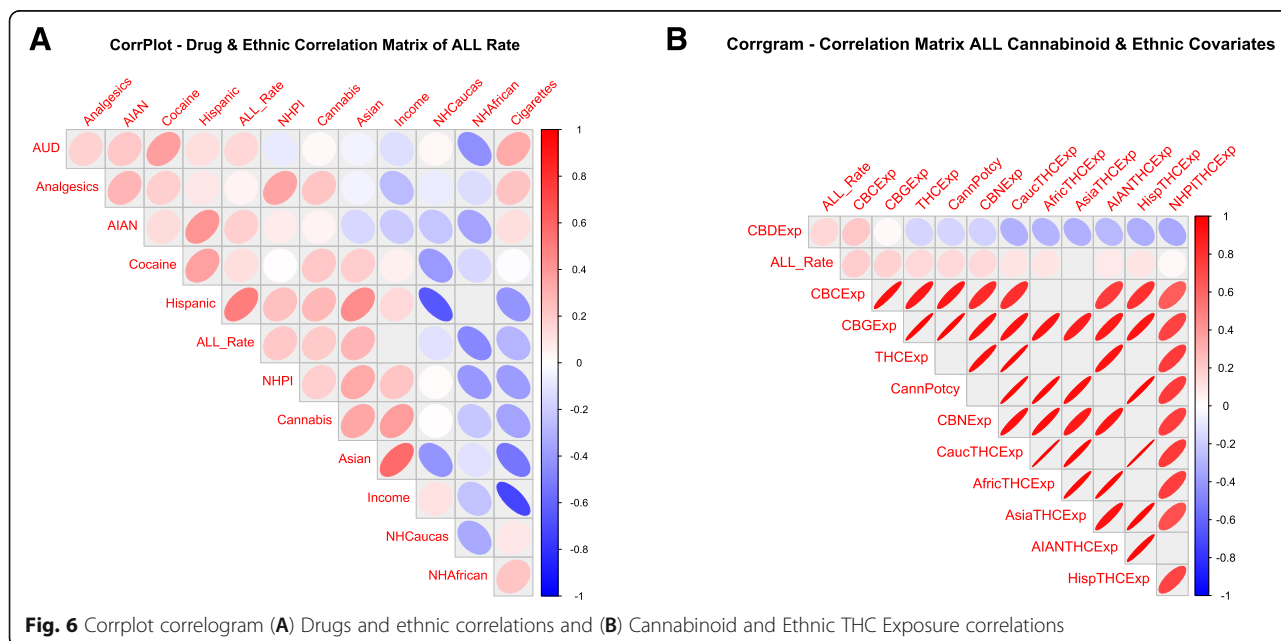 A
CorrPlot - Drug & Ethnic Correlation Matrix of ALL Rate
Analgesics
AIAN
Cocaine
Hispanic
ALL_Rate
NHPI
Cannabis
Asian
Income
NHCaucas
NHAfrican
Cigarettes
AUD
Analgesics
AIAN
Cocaine
Hispanic
ALL_Rate
NHPI
Cannabis
Asian
Income
NHCaucas
NHAfrican
1
0.8
0.6
0.4
0.2
0
-0.2
-0.4
-0.6
-0.8
-1
B
Corrgram - Correlation Matrix ALL Cannabinoid & Ethnic Covariates
ALL_Rate
CBCExp
CBGExp
THCExp
CannPotcy
CBNExp
CaucTHCExp
AfricTHCExp
AsiaTHCExp
AIANTHCExp
HispTHCExp
NHPITHCExp
CBDExp
ALL_Rate
CBCExp
CBGExp
THCExp
CannPotcy
CBNExp
CaucTHCExp
AfricTHCExp
AsiaTHCExp
AIANTHCExp
HispTHCExp
1
0.8
0.6
0.4
0.2
0
-0.2
-0.4
-0.6
-0.8
-1
Fig. 6 Corrplot correlogram (A) Drugs and ethnic correlations and (B) Cannabinoid and Ethnic THC Exposure correlations